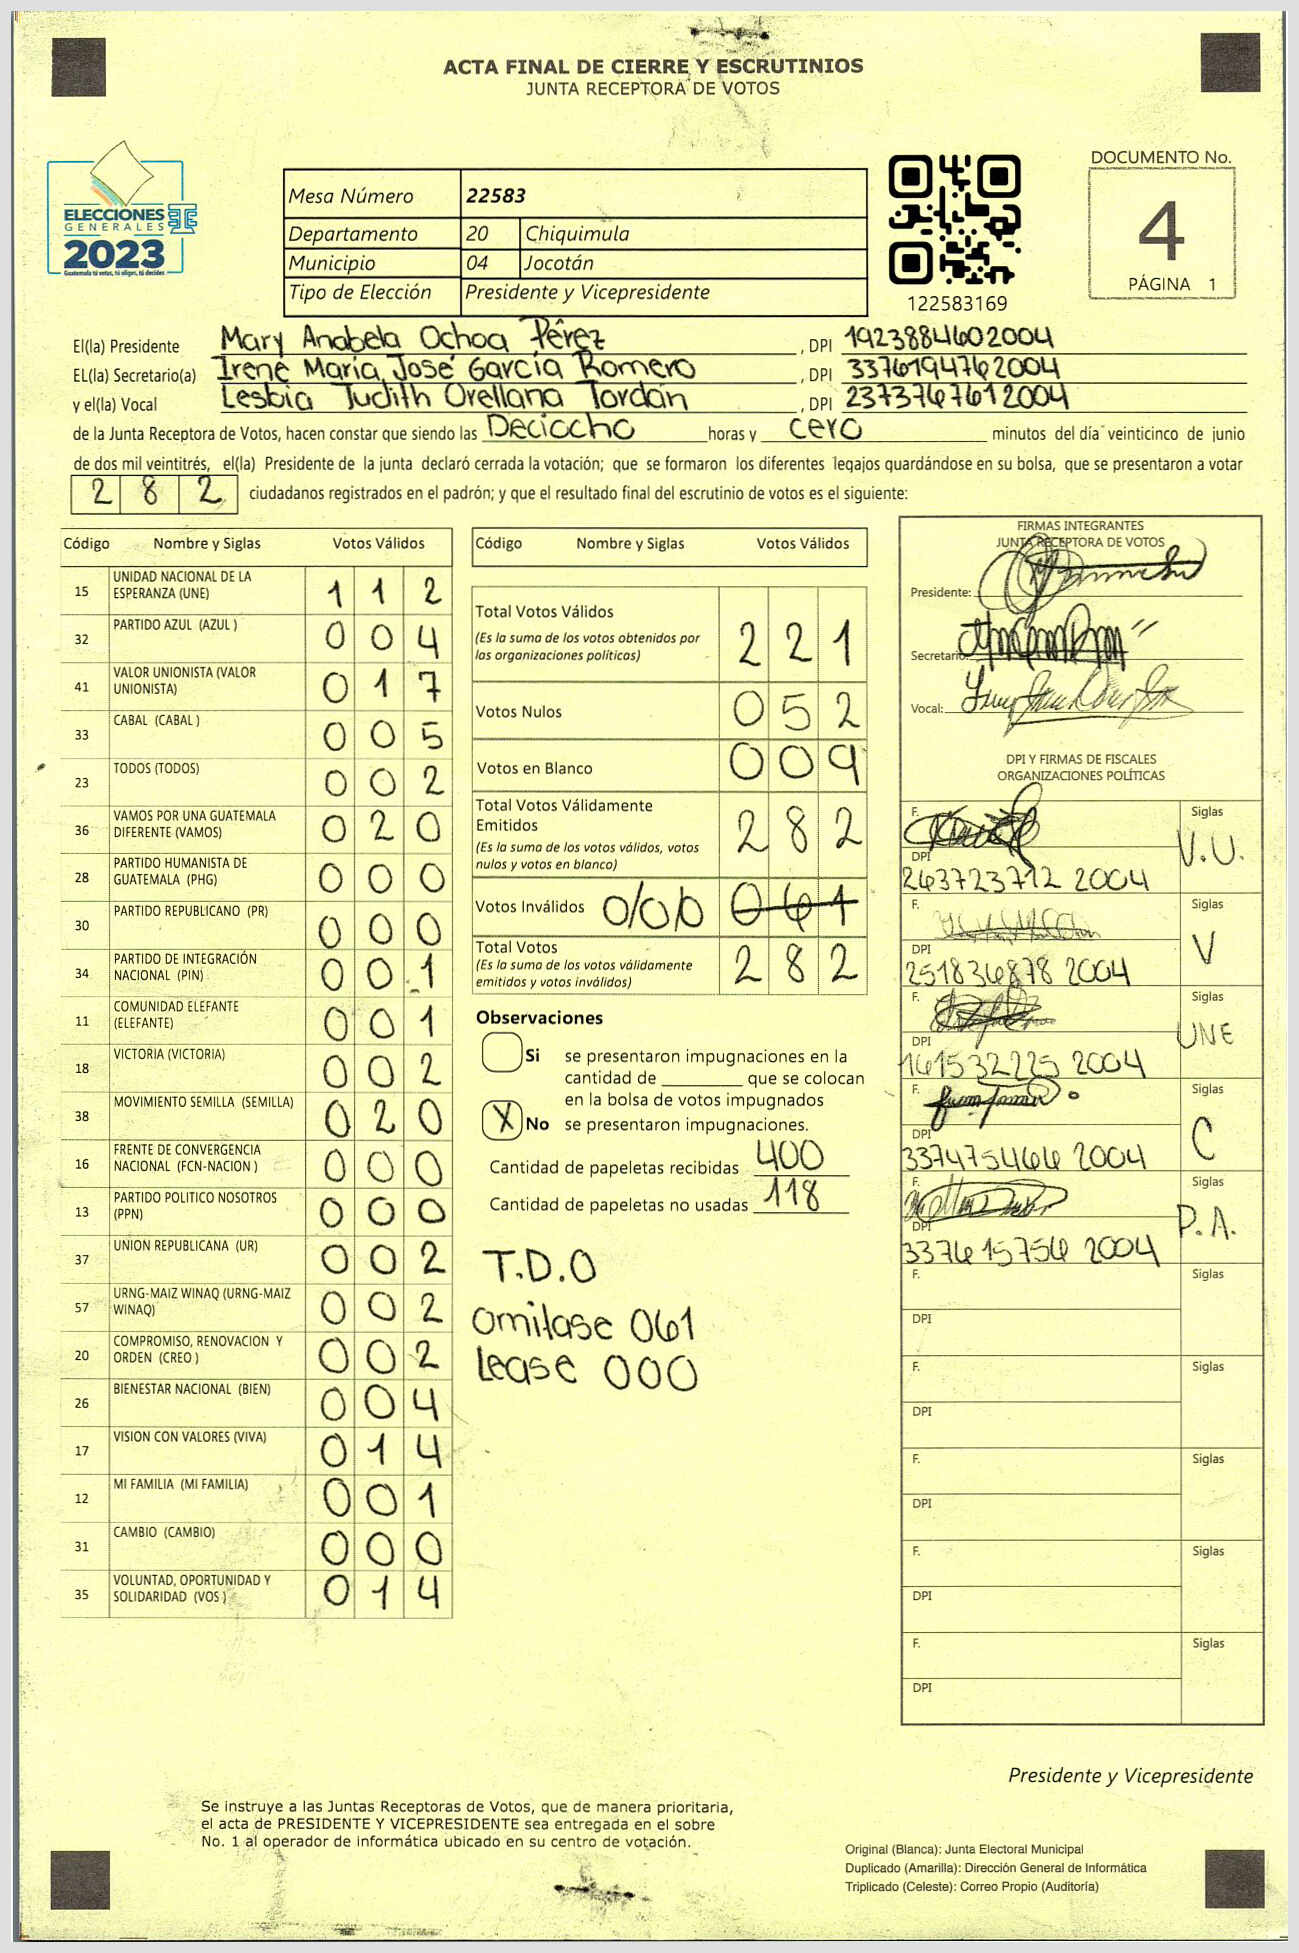 ACTA FINAL DE CIERRE Y ESCRUTINIOS
JUNTA RECEPTORA DE VOTOS
ELECCIONES
GENERALES
2023
Guatemala tú votas, tú eliges, tú decides
Mesa Número 22583
Departamento 20 Chiquimula
Municipio 04 Jocotán
Tipo de Elección Presidente y Vicepresidente
122583169
DOCUMENTO No.
4
PÁGINA 1
El(la) Presidente Mary Anabela Ochoa Pérez , DPI 1923884602004
EL(la) Secretario(a) Irene María José García Romero , DPI 3376194762004
y el(la) Vocal Lesbia Judith Orellana Jordán , DPI 2373767612004
de la Junta Receptora de Votos, hacen constar que siendo las Deciocho horas y cero minutos del día veinticinco de junio
de dos mil veintitrés, el(la) Presidente de la junta declaró cerrada la votación; que se formaron los diferentes legajos guardándose en su bolsa, que se presentaron a votar
2 8 2 ciudadanos registrados en el padrón; y que el resultado final del escrutinio de votos es el siguiente:
Código Nombre y Siglas Votos Válidos
15 UNIDAD NACIONAL DE LA ESPERANZA (UNE) 1 1 2
32 PARTIDO AZUL (AZUL ) 0 0 4
41 VALOR UNIONISTA (VALOR UNIONISTA) 0 1 7
33 CABAL (CABAL ) 0 0 5
23 TODOS (TODOS) 0 0 2
36 VAMOS POR UNA GUATEMALA DIFERENTE (VAMOS) 0 2 0
28 PARTIDO HUMANISTA DE GUATEMALA (PHG) 0 0 0
30 PARTIDO REPUBLICANO (PR) 0 0 0
34 PARTIDO DE INTEGRACIÓN NACIONAL (PIN) 0 0 1
11 COMUNIDAD ELEFANTE (ELEFANTE) 0 0 1
18 VICTORIA (VICTORIA) 0 0 2
38 MOVIMIENTO SEMILLA (SEMILLA) 0 2 0
16 FRENTE DE CONVERGENCIA NACIONAL (FCN-NACION ) 0 0 0
13 PARTIDO POLITICO NOSOTROS (PPN) 0 0 0
37 UNION REPUBLICANA (UR) 0 0 2
57 URNG-MAIZ WINAQ (URNG-MAIZ WINAQ) 0 0 2
20 COMPROMISO, RENOVACION Y ORDEN (CREO ) 0 0 2
26 BIENESTAR NACIONAL (BIEN) 0 0 4
17 VISION CON VALORES (VIVA) 0 1 4
12 MI FAMILIA (MI FAMILIA) 0 0 1
31 CAMBIO (CAMBIO) 0 0 0
35 VOLUNTAD, OPORTUNIDAD Y SOLIDARIDAD (VOS ) 0 1 4
Código Nombre y Siglas Votos Válidos
Total Votos Válidos 2 2 1
(Es la suma de los votos obtenidos por
las organizaciones políticas)
Votos Nulos 0 5 2
Votos en Blanco 0 0 9
Total Votos Válidamente
Emitidos 2 8 2
(Es la suma de los votos válidos, votos
nulos y votos en blanco)
Votos Inválidos 0/0/0 0 6 1
Total Votos 2 8 2
(Es la suma de los votos válidamente
emitidos y votos inválidos)
Observaciones
Si se presentaron impugnaciones en la
cantidad de ________ que se colocan
en la bolsa de votos impugnados
X No se presentaron impugnaciones.
Cantidad de papeletas recibidas 400
Cantidad de papeletas no usadas 118
T.D.O
omitase 061
Lease 000
FIRMAS INTEGRANTES
JUNTA RECEPTORA DE VOTOS
Presidente:
Secretario:
Vocal:
DPI Y FIRMAS DE FISCALES
ORGANIZACIONES POLÍTICAS
F. Siglas V.U.
DPI 263723712 2004
F. Siglas V
DPI 251836878 2004
F. Siglas UNE
DPI 161532225 2004
F. Siglas C
DPI 337475466 2004
F. Siglas P.A.
DPI 337615756 2004
F. Siglas
DPI
F. Siglas
DPI
F. Siglas
DPI
F. Siglas
DPI
F. Siglas
DPI
Presidente y Vicepresidente
Se instruye a las Juntas Receptoras de Votos, que de manera prioritaria,
el acta de PRESIDENTE Y VICEPRESIDENTE sea entregada en el sobre
No. 1 al operador de informática ubicado en su centro de votación.
Original (Blanca): Junta Electoral Municipal
Duplicado (Amarilla): Dirección General de Informática
Triplicado (Celeste): Correo Propio (Auditoría)